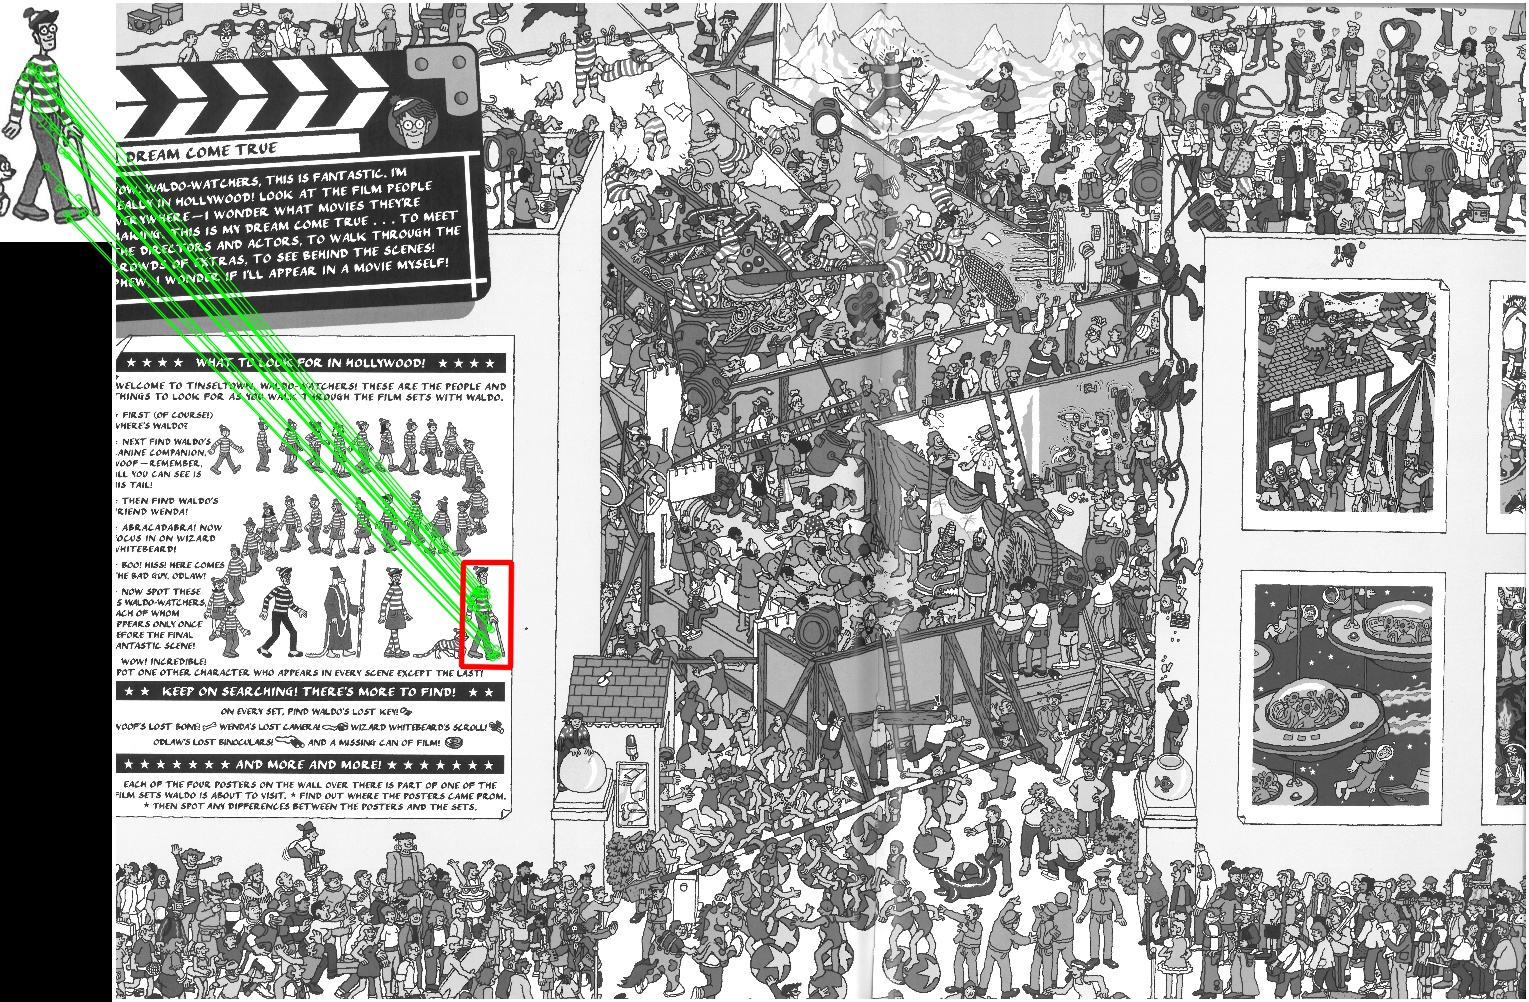 DREAM COME TRUE
WALDO-WATCHERS, THIS IS FANTASTIC. I'M
IN HOLLYWOOD! LOOK AT THE FILM PEOPLE
I WONDER WHAT MOVIES THEY'RE
THIS IS MY DREAM COME TRUE . . . TO MEET
DIRECTORS AND ACTORS, TO WALK THROUGH THE
OF EXTRAS, TO SEE BEHIND THE SCENES!
I WONDER IF I'LL APPEAR IN A MOVIE MYSELF!
★ ★ ★ ★ WHAT TO LOOK FOR IN HOLLYWOOD! ★ ★ ★ ★
WELCOME TO TINSELTOWN, WALDO-WATCHERS! THESE ARE THE PEOPLE AND
THINGS TO LOOK FOR AS YOU WALK THROUGH THE FILM SETS WITH WALDO.
FIRST (OF COURSE!)
WHERE'S WALDO?
NEXT FIND WALDO'S
CANINE COMPANION,
WOOF — REMEMBER,
ALL YOU CAN SEE IS
HIS TAIL!
THEN FIND WALDO'S
FRIEND WENDA!
ABRACADABRA! NOW
FOCUS IN ON WIZARD
WHITEBEARD!
BOO! HISS! HERE COMES
THE BAD GUY, ODLAW!
NOW SPOT THESE
WALDO-WATCHERS,
EACH OF WHOM
APPEARS ONLY ONCE
BEFORE THE FINAL
FANTASTIC SCENE!
WOW! INCREDIBLE!
SPOT ONE OTHER CHARACTER WHO APPEARS IN EVERY SCENE EXCEPT THE LAST!
★ ★ KEEP ON SEARCHING! THERE'S MORE TO FIND! ★ ★
ON EVERY SET, FIND WALDO'S LOST KEY!
WOOF'S LOST BONE! WENDA'S LOST CAMERA! WIZARD WHITEBEARD'S SCROLL!
ODLAW'S LOST BINOCULARS! AND A MISSING CAN OF FILM!
★ ★ ★ ★ ★ ★ ★ AND MORE AND MORE! ★ ★ ★ ★ ★ ★ ★
EACH OF THE FOUR POSTERS ON THE WALL OVER THERE IS PART OF ONE OF THE
FILM SETS WALDO IS ABOUT TO VISIT. * FIND OUT WHERE THE POSTERS CAME FROM.
* THEN SPOT ANY DIFFERENCES BETWEEN THE POSTERS AND THE SETS.